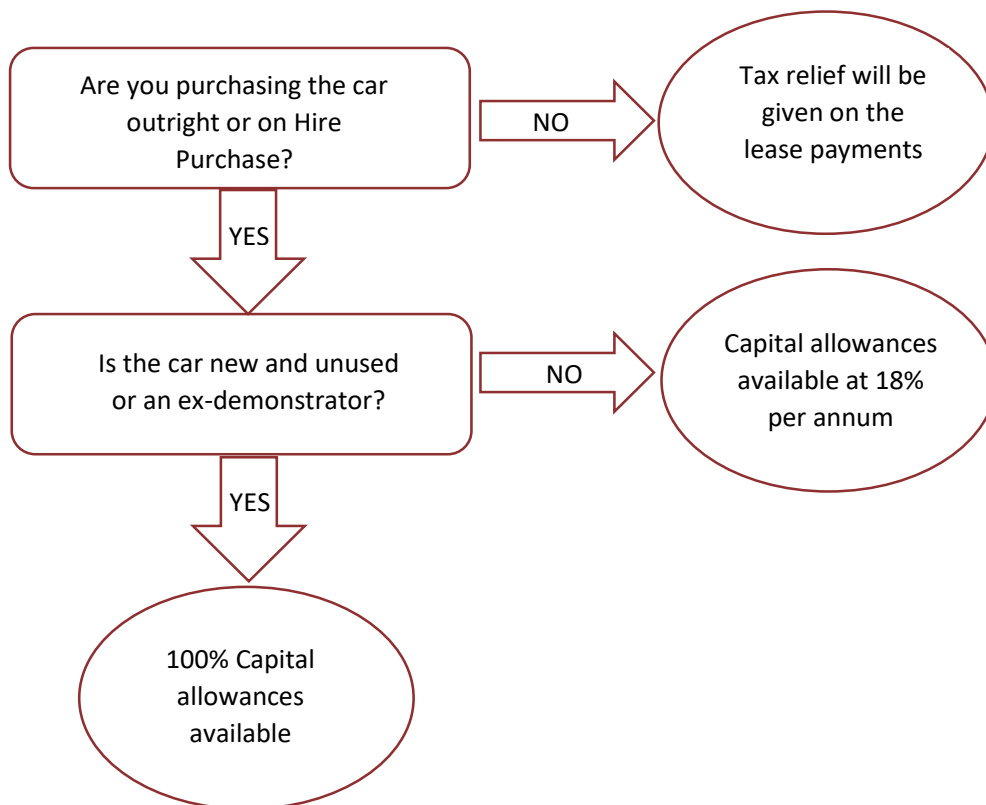 Are you purchasing the car
outright or on Hire
Purchase?
NO
Tax relief will be
given on the
lease payments
YES
Is the car new and unused
or an ex-demonstrator?
NO
Capital allowances
available at 18%
per annum
YES
100% Capital
allowances
available